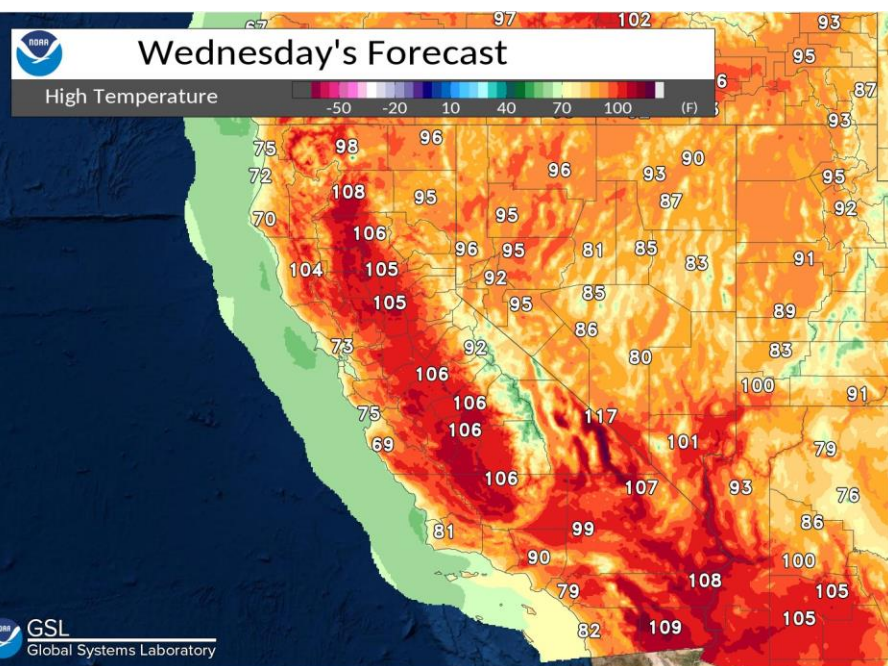 67
97
102
93
NOAA
Wednesday's Forecast
95
High Temperature
-50 -20 10 40 70 100 (F)
87
93
75 98 96
96 93 90
72 95
108 95 87
92
70 106 95
96 95 81 85 91
104 105 92 83
105 95 85 89
86
73 92 80 83
106 100 91
106
75 117
106 101 79
69
106 107 93 76
81 99 86
90 100
79 108 105
105
82 109
NOAA
GSL
Global Systems Laboratory